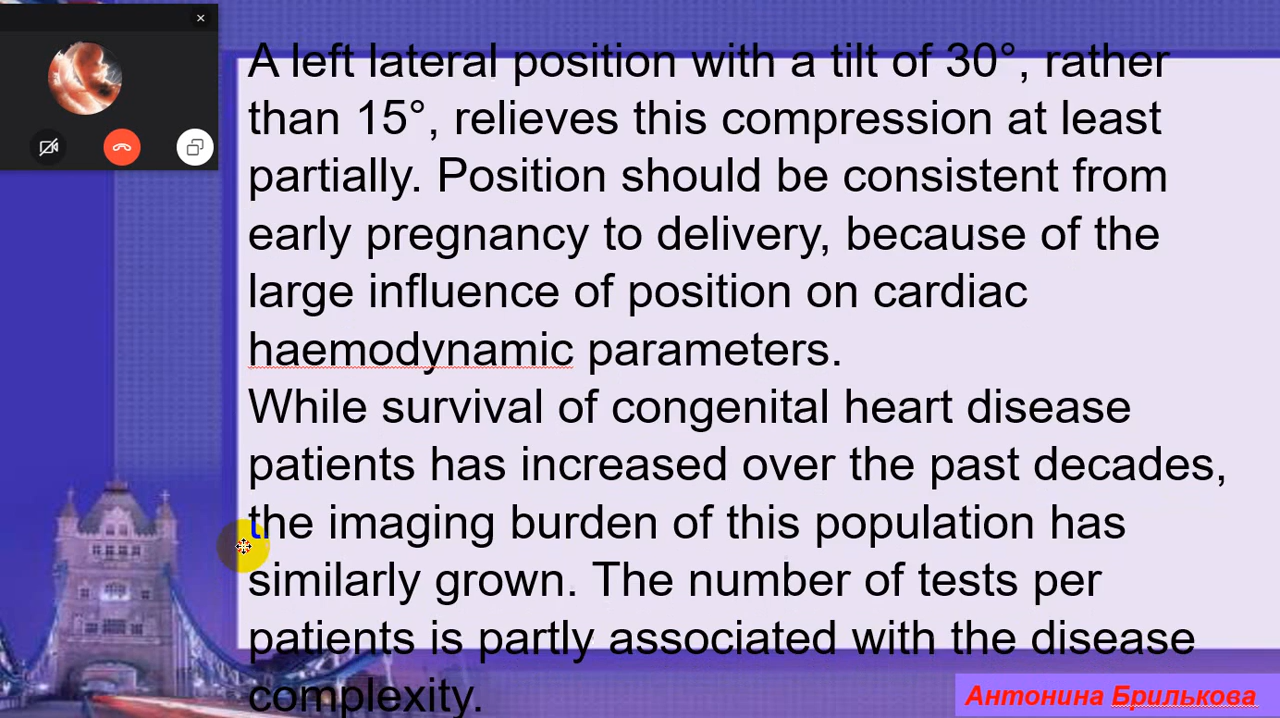 A left lateral position with a tilt of 30°, rather
than 15°, relieves this compression at least
partially. Position should be consistent from
early pregnancy to delivery, because of the
large influence of position on cardiac
haemodynamic parameters.
While survival of congenital heart disease
patients has increased over the past decades,
the imaging burden of this population has
similarly grown. The number of tests per
patients is partly associated with the disease
complexity.
Антонина Брилькова